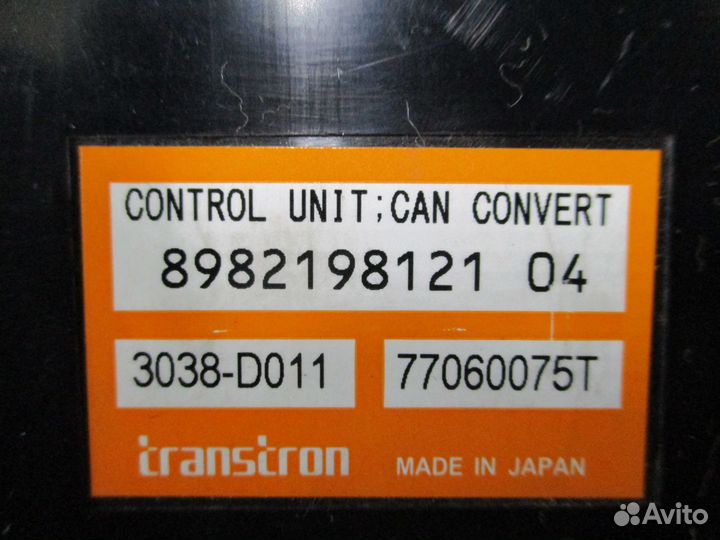 CONTROL UNIT;CAN CONVERT
8982198121 04
3038-D011 77060075T
transtron MADE IN JAPAN
Avito